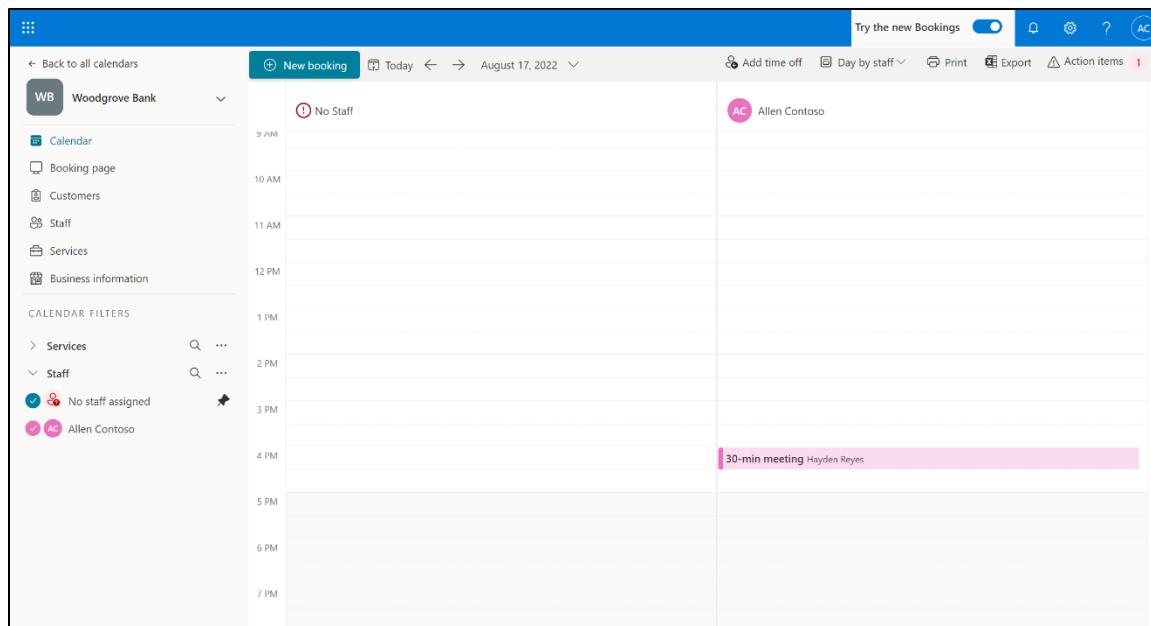 Try the new Bookings
?
AC
← Back to all calendars
WB Woodgrove Bank
New booking
Today
August 17, 2022
Add time off
Day by staff
Print
Export
Action items 1
Calendar
Booking page
Customers
Staff
Services
Business information
CALENDAR FILTERS
Services
Staff
No staff assigned
AC Allen Contoso
No Staff
AC Allen Contoso
9 AM
10 AM
11 AM
12 PM
1 PM
2 PM
3 PM
4 PM
30-min meeting Hayden Reyes
5 PM
6 PM
7 PM